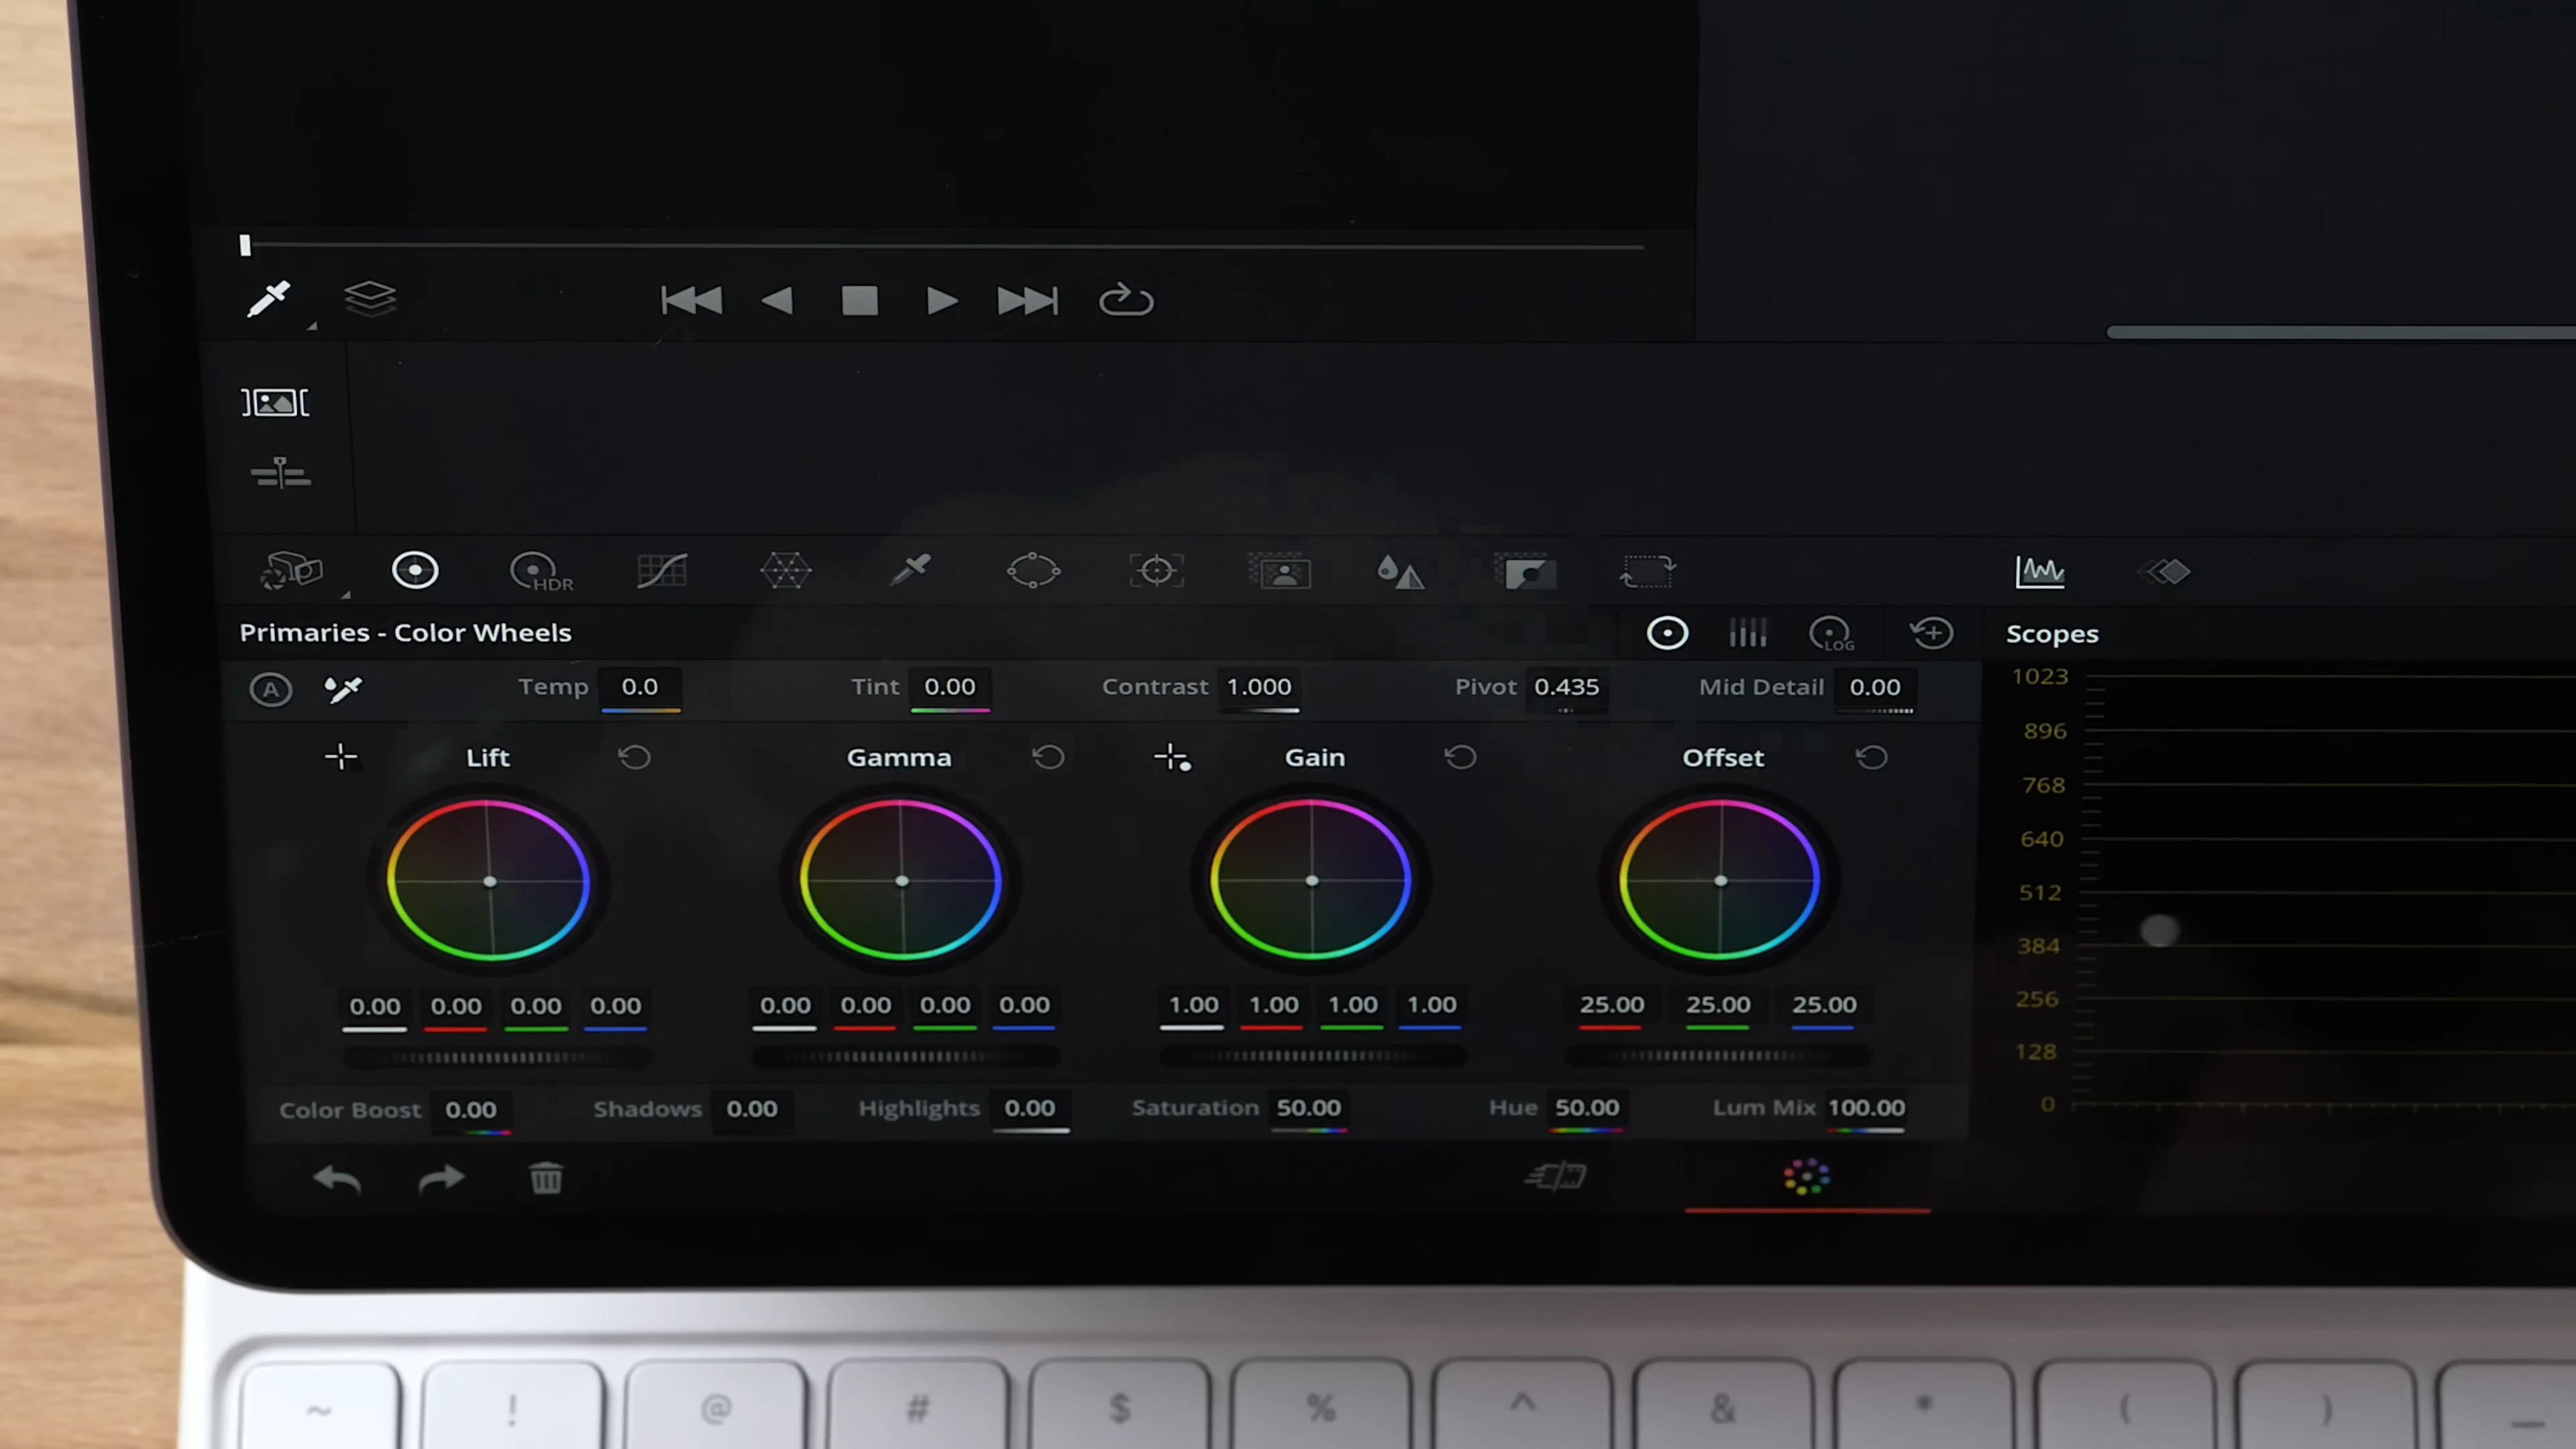 HDR
Primaries - Color Wheels
LOG
Scopes
A
Temp 0.0
Tint 0.00
Contrast 1.000
Pivot 0.435
Mid Detail 0.00
Lift
Gamma
Gain
Offset
0.00 0.00 0.00 0.00
0.00 0.00 0.00 0.00
1.00 1.00 1.00 1.00
25.00 25.00 25.00
Color Boost 0.00
Shadows 0.00
Highlights 0.00
Saturation 50.00
Hue 50.00
Lum Mix 100.00
1023
896
768
640
512
384
256
128
0
~ ! @ # $ % ^ & * ( ) _